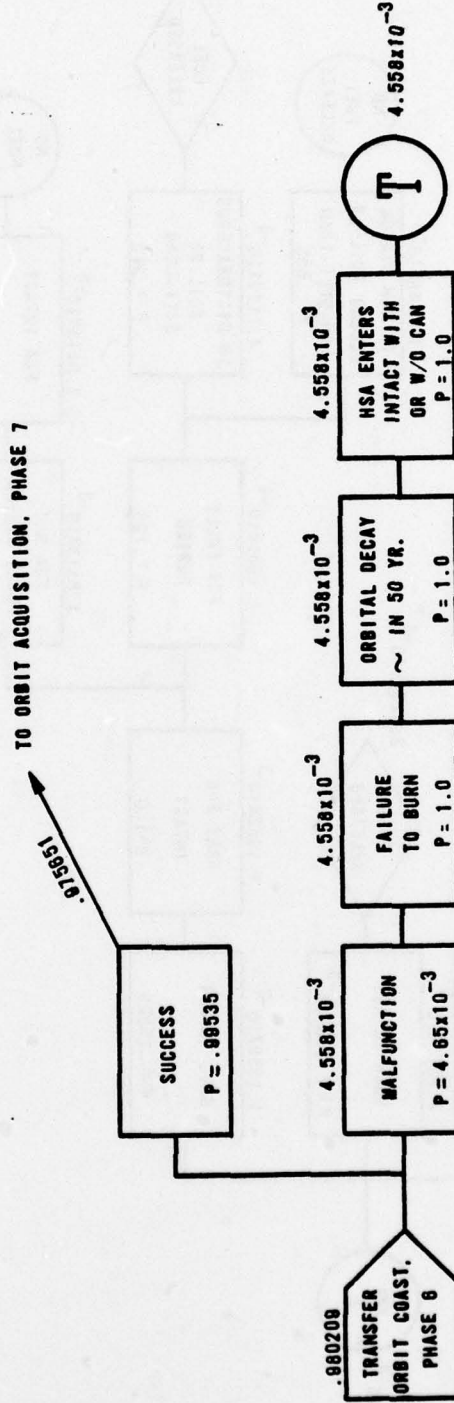 TO ORBIT ACQUISITION, PHASE 7
.975651
SUCCESS
P = .99535
.980209
TRANSFER
ORBIT COAST,
PHASE 6
4.558x10⁻³
MALFUNCTION
P = 4.65x10⁻³
4.558x10⁻³
FAILURE
TO BURN
P = 1.0
4.558x10⁻³
ORBITAL DECAY
~ IN 50 YR.
P = 1.0
4.558x10⁻³
HSA ENTERS
INTACT WITH
OR W/O CAN
P = 1.0
T
4.558x10⁻³